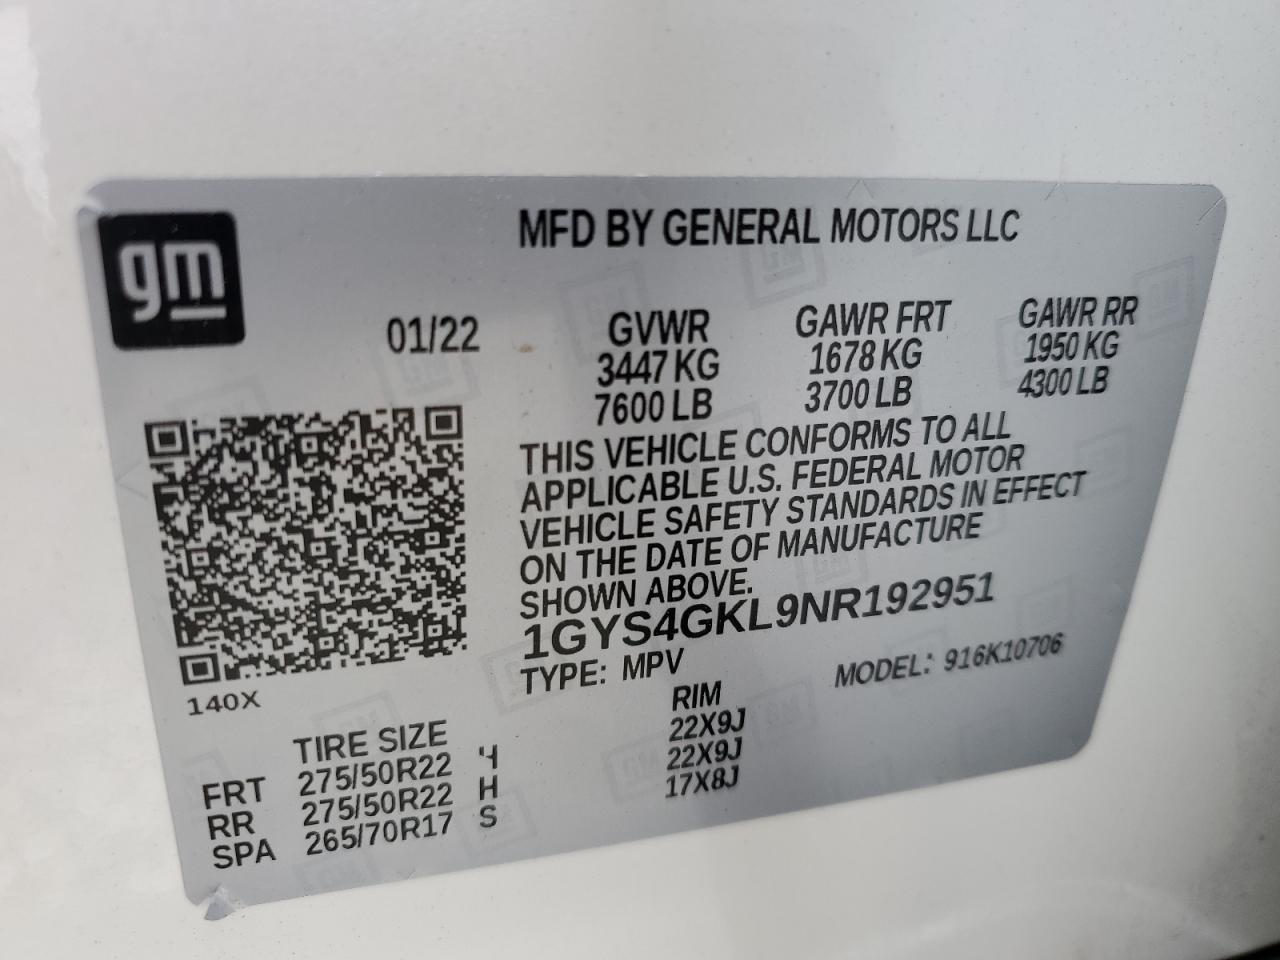 gm
MFD BY GENERAL MOTORS LLC
01/22
GVWR GAWR FRT GAWR RR
3447 KG 1678 KG 1950 KG
7600 LB 3700 LB 4300 LB
THIS VEHICLE CONFORMS TO ALL
APPLICABLE U.S. FEDERAL MOTOR
VEHICLE SAFETY STANDARDS IN EFFECT
ON THE DATE OF MANUFACTURE
SHOWN ABOVE.
1GYS4GKL9NR192951
TYPE: MPV MODEL: 916K10706
140X
TIRE SIZE RIM
FRT 275/50R22 H 22X9J
RR 275/50R22 H 22X9J
SPA 265/70R17 S 17X8J